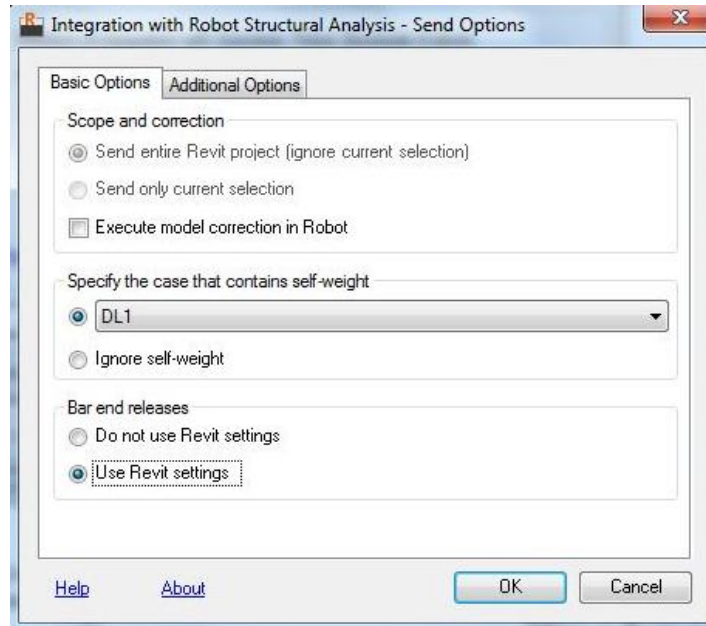 Integration with Robot Structural Analysis - Send Options
Basic Options
Additional Options
Scope and correction
Send entire Revit project (ignore current selection)
Send only current selection
Execute model correction in Robot
Specify the case that contains self-weight
DL1
Ignore self-weight
Bar end releases
Do not use Revit settings
Use Revit settings
Help
About
OK
Cancel